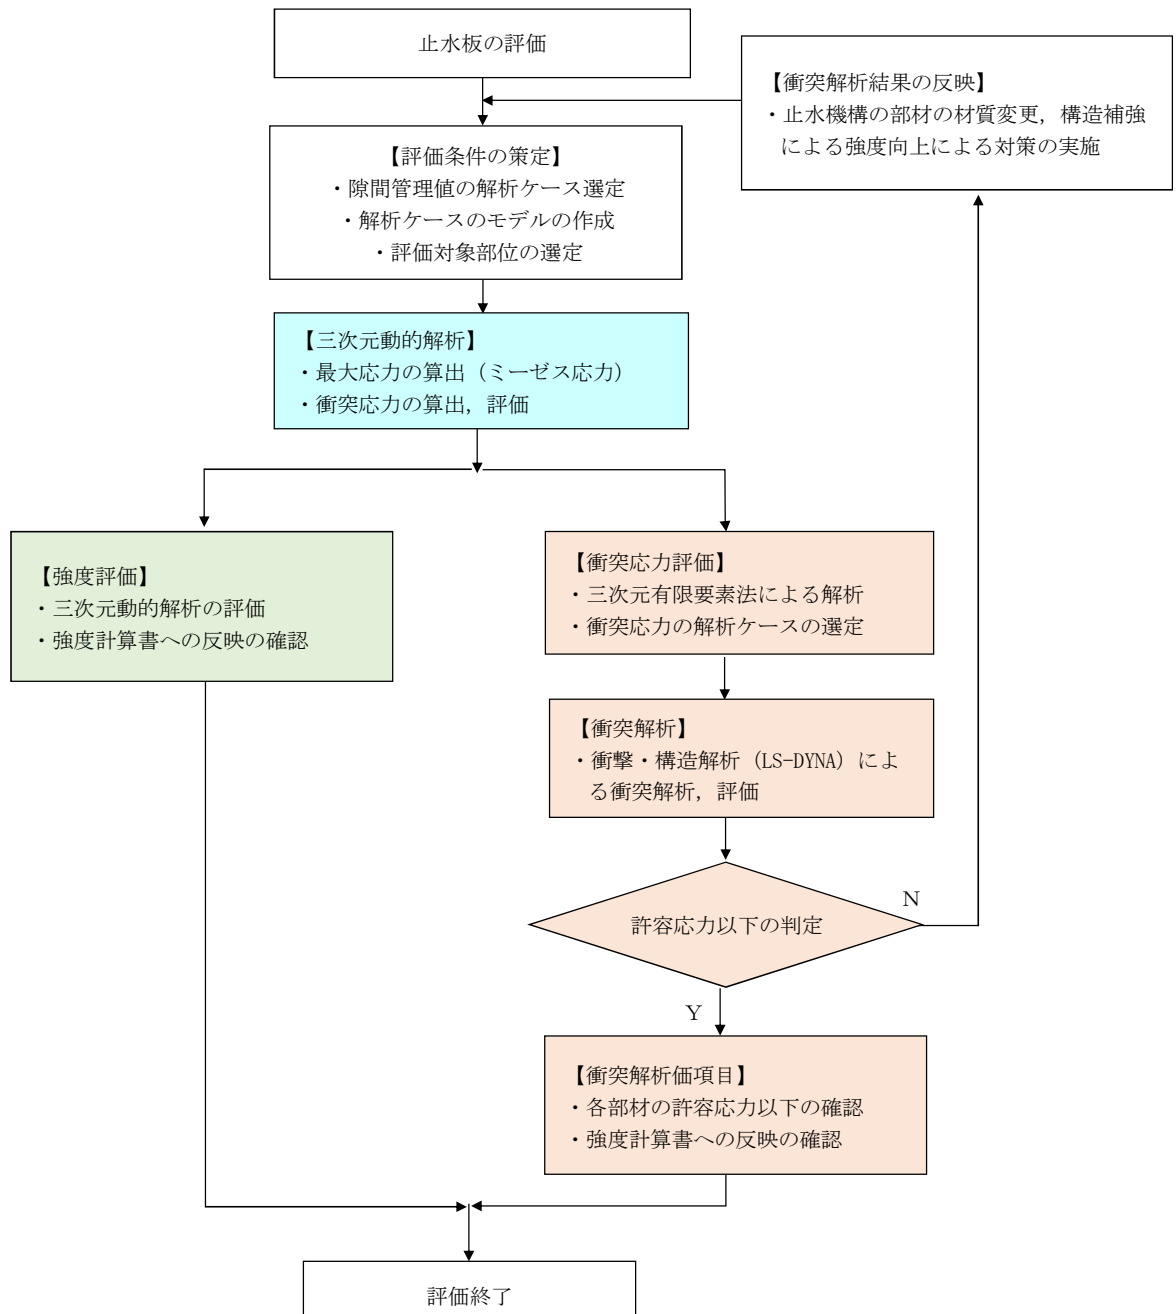 止水板の評価
【衝突解析結果の反映】
・止水機構の部材の材質変更，構造補強
による強度向上による対策の実施
【評価条件の策定】
・隙間管理値の解析ケース選定
・解析ケースのモデルの作成
・評価対象部位の選定
【三次元動的解析】
・最大応力の算出（ミーゼス応力）
・衝突応力の算出，評価
【強度評価】
・三次元動的解析の評価
・強度計算書への反映の確認
【衝突応力評価】
・三次元有限要素法による解析
・衝突応力の解析ケースの選定
【衝突解析】
・衝撃・構造解析（LS-DYNA）によ
る衝突解析，評価
許容応力以下の判定
N
Y
【衝突解析価項目】
・各部材の許容応力以下の確認
・強度計算書への反映の確認
評価終了